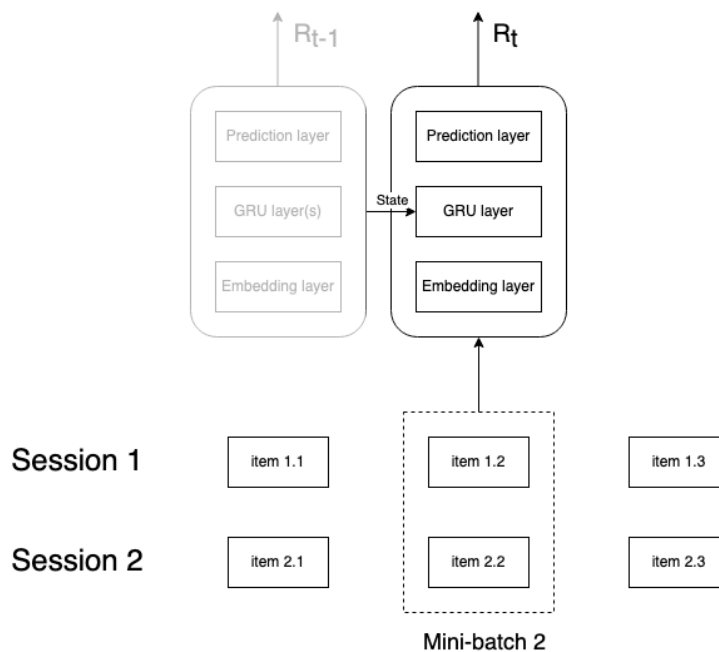 R_{t-1}
R_t
Prediction layer
Prediction layer
State
GRU layer(s)
GRU layer
Embedding layer
Embedding layer
Session 1
item 1.1
item 1.2
item 1.3
Session 2
item 2.1
item 2.2
item 2.3
Mini-batch 2